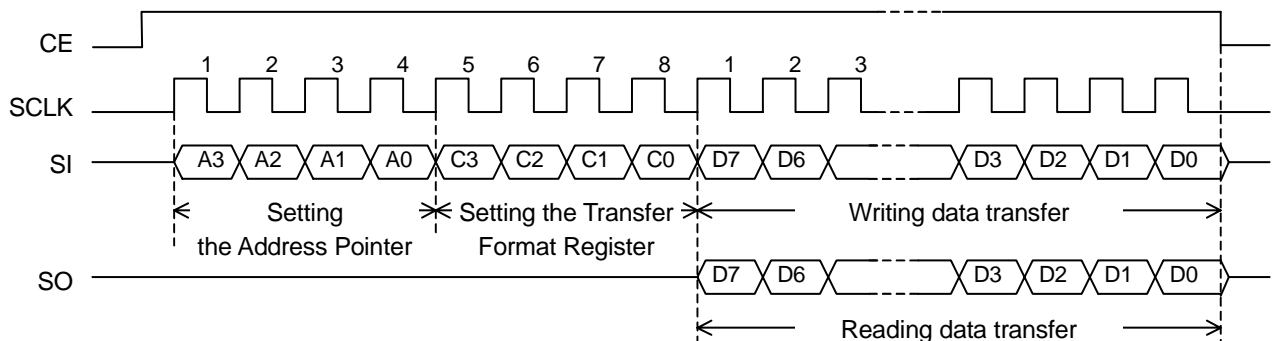 CE
1 2 3 4 5 6 7 8 1 2 3
SCLK
SI A3 A2 A1 A0 C3 C2 C1 C0 D7 D6 D3 D2 D1 D0
Setting Setting the Transfer Writing data transfer
the Address Pointer Format Register
SO D7 D6 D3 D2 D1 D0
Reading data transfer